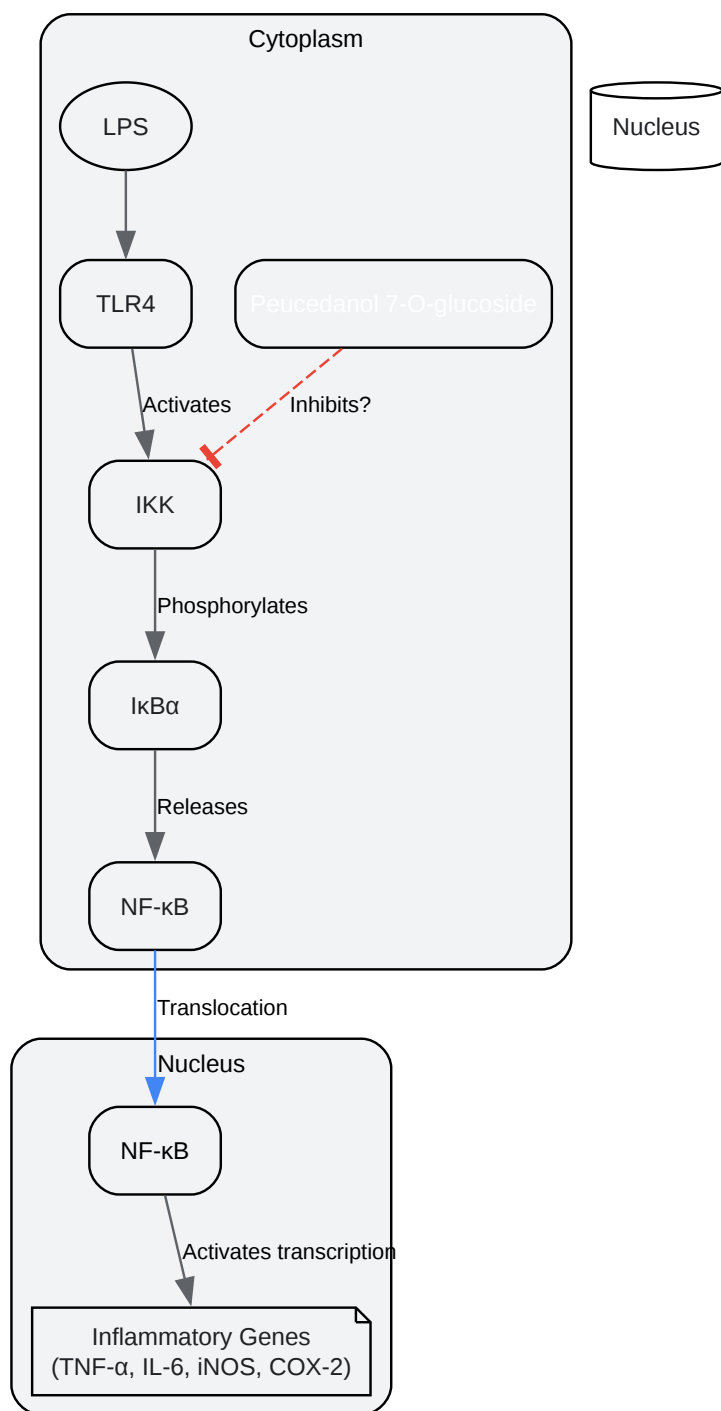 Cytoplasm
LPS
Nucleus
TLR4
Peucedanol 7-O-glucoside
Activates
Inhibits?
IKK
Phosphorylates
IκBα
Releases
NF-κB
Translocation
Nucleus
NF-κB
Activates transcription
Inflammatory Genes
(TNF-α, IL-6, iNOS, COX-2)